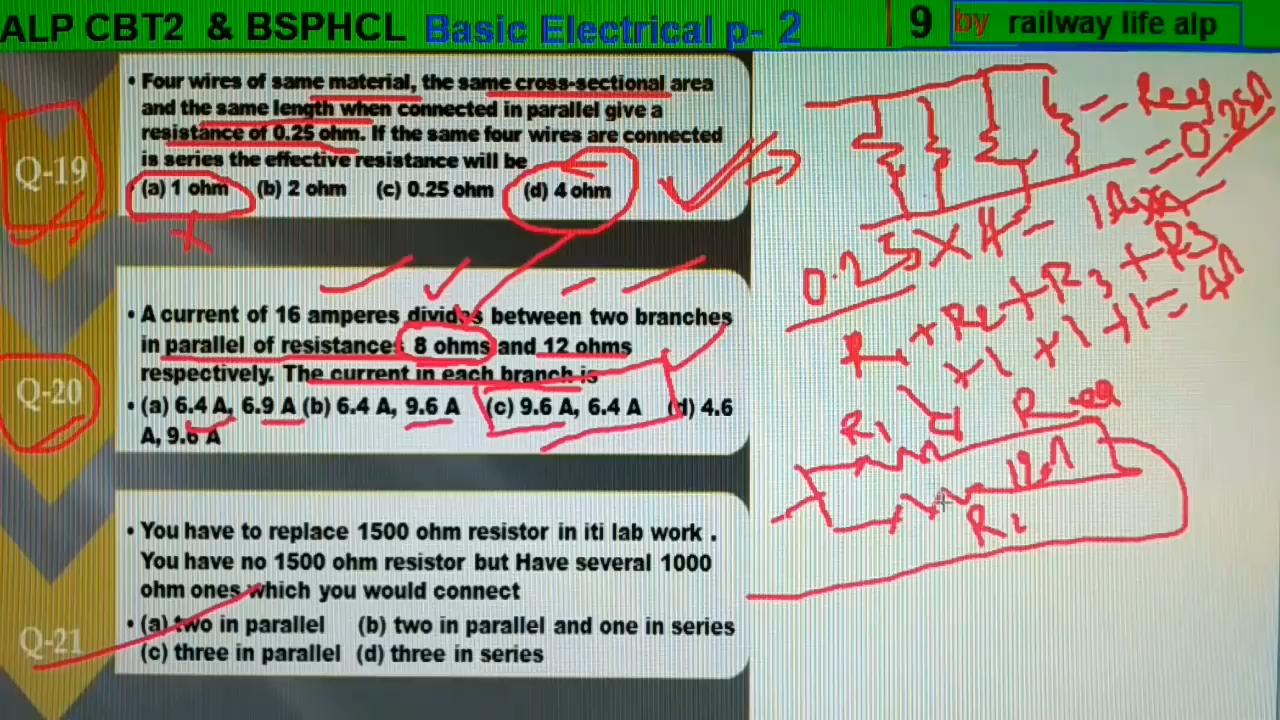 ALP CBT2 & BSPHCL Basic Electrical p- 2 9 by railway life alp
Q-19
• Four wires of same material, the same cross-sectional area
and the same length when connected in parallel give a
resistance of 0.25 ohm. If the same four wires are connected
is series the effective resistance will be
(a) 1 ohm (b) 2 ohm (c) 0.25 ohm (d) 4 ohm
Q-20
• A current of 16 amperes divides between two branches
in parallel of resistances 8 ohms and 12 ohms
respectively. The current in each branch is
• (a) 6.4 A, 6.9 A (b) 6.4 A, 9.6 A (c) 9.6 A, 6.4 A (d) 4.6
A, 9.6 A
Q-21
• You have to replace 1500 ohm resistor in iti lab work .
You have no 1500 ohm resistor but Have several 1000
ohm ones which you would connect
• (a) two in parallel (b) two in parallel and one in series
(c) three in parallel (d) three in series
= Req
= 0.25Ω
0.25 × 4 =
R + R2 + R3 + R3
1 + 1 + 1 = 4Ω
R1
R2